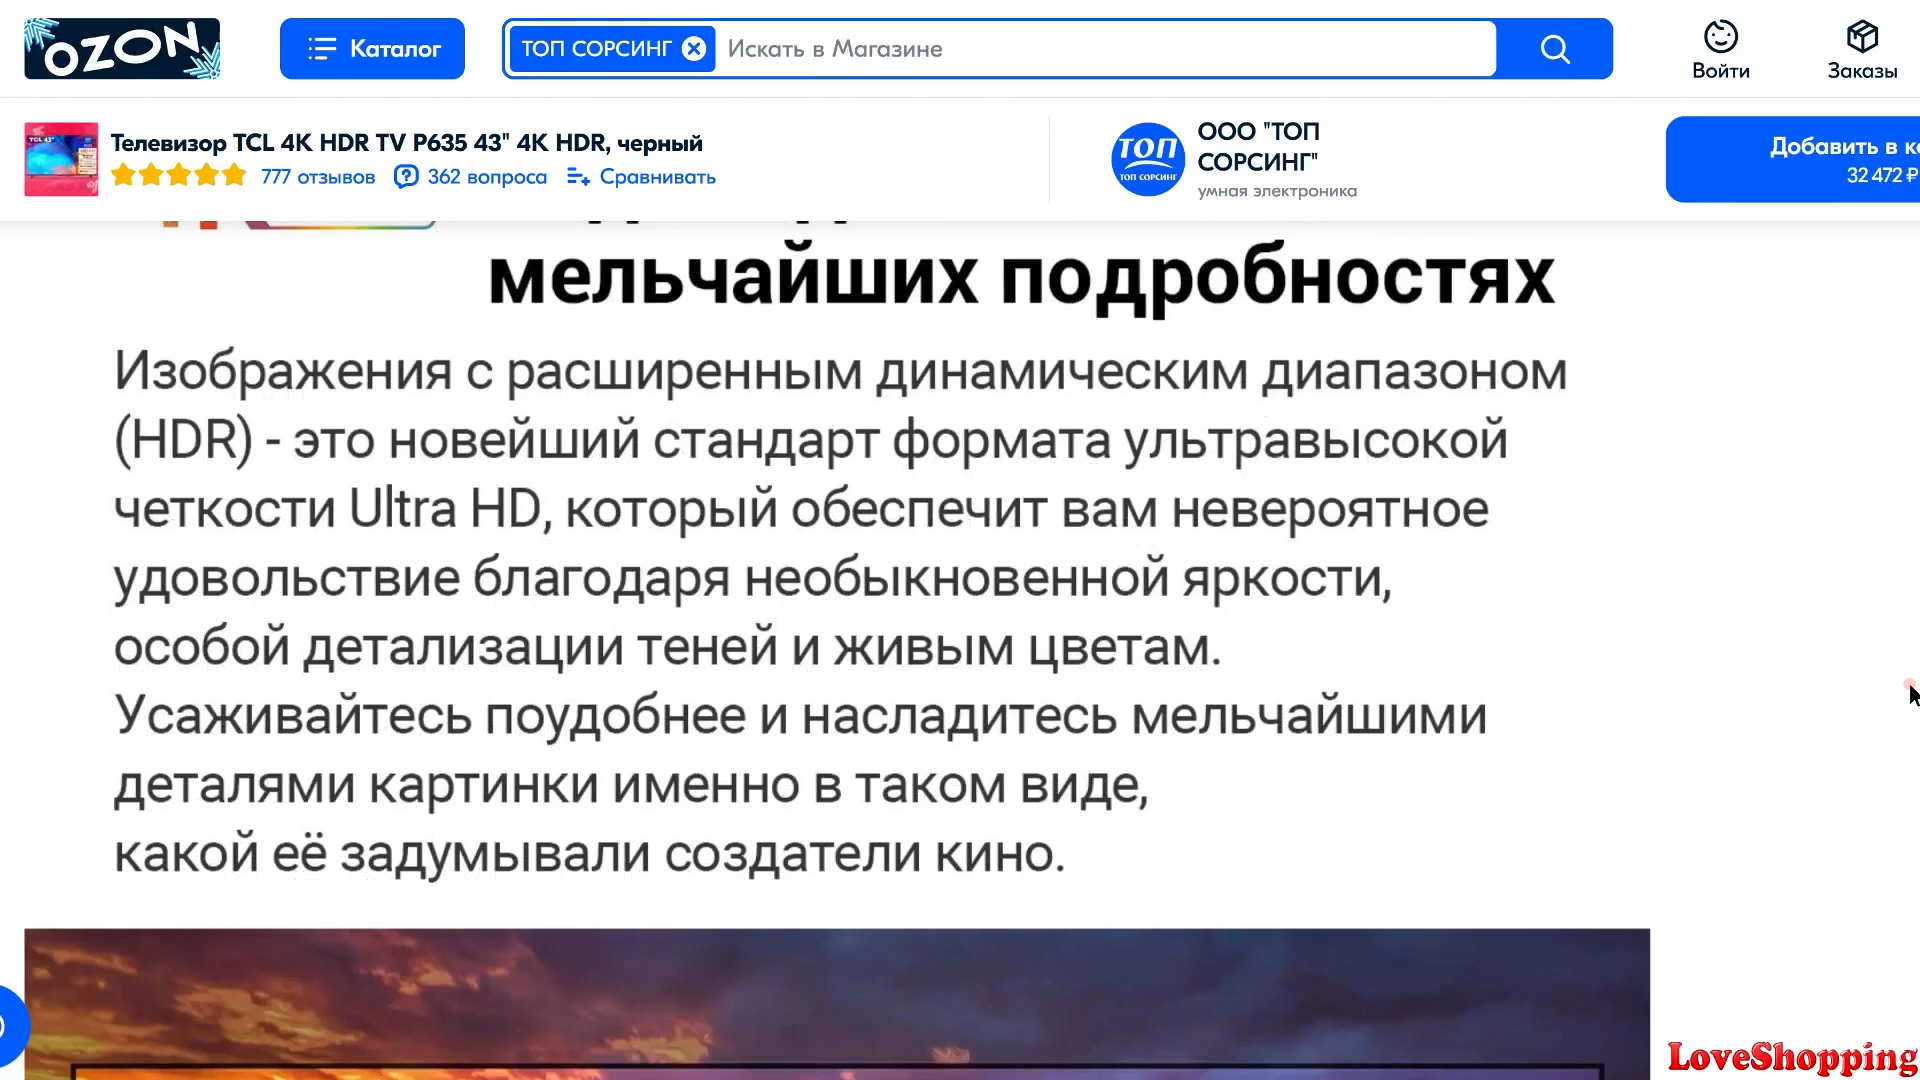 OZON
Каталог
ТОП СОРСИНГ
Искать в Магазине
Войти
Заказы
Телевизор TCL 4K HDR TV P635 43" 4K HDR, черный
777 отзывов
362 вопроса
Сравнивать
ТОП
ТОП СОРСИНГ
ООО "ТОП
СОРСИНГ"
умная электроника
Добавить в
32 472 ₽
мельчайших подробностях
Изображения с расширенным динамическим диапазоном
(HDR) - это новейший стандарт формата ультравысокой
четкости Ultra HD, который обеспечит вам невероятное
удовольствие благодаря необыкновенной яркости,
особой детализации теней и живым цветам.
Усаживайтесь поудобнее и насладитесь мельчайшими
деталями картинки именно в таком виде,
какой её задумывали создатели кино.
LoveShopping